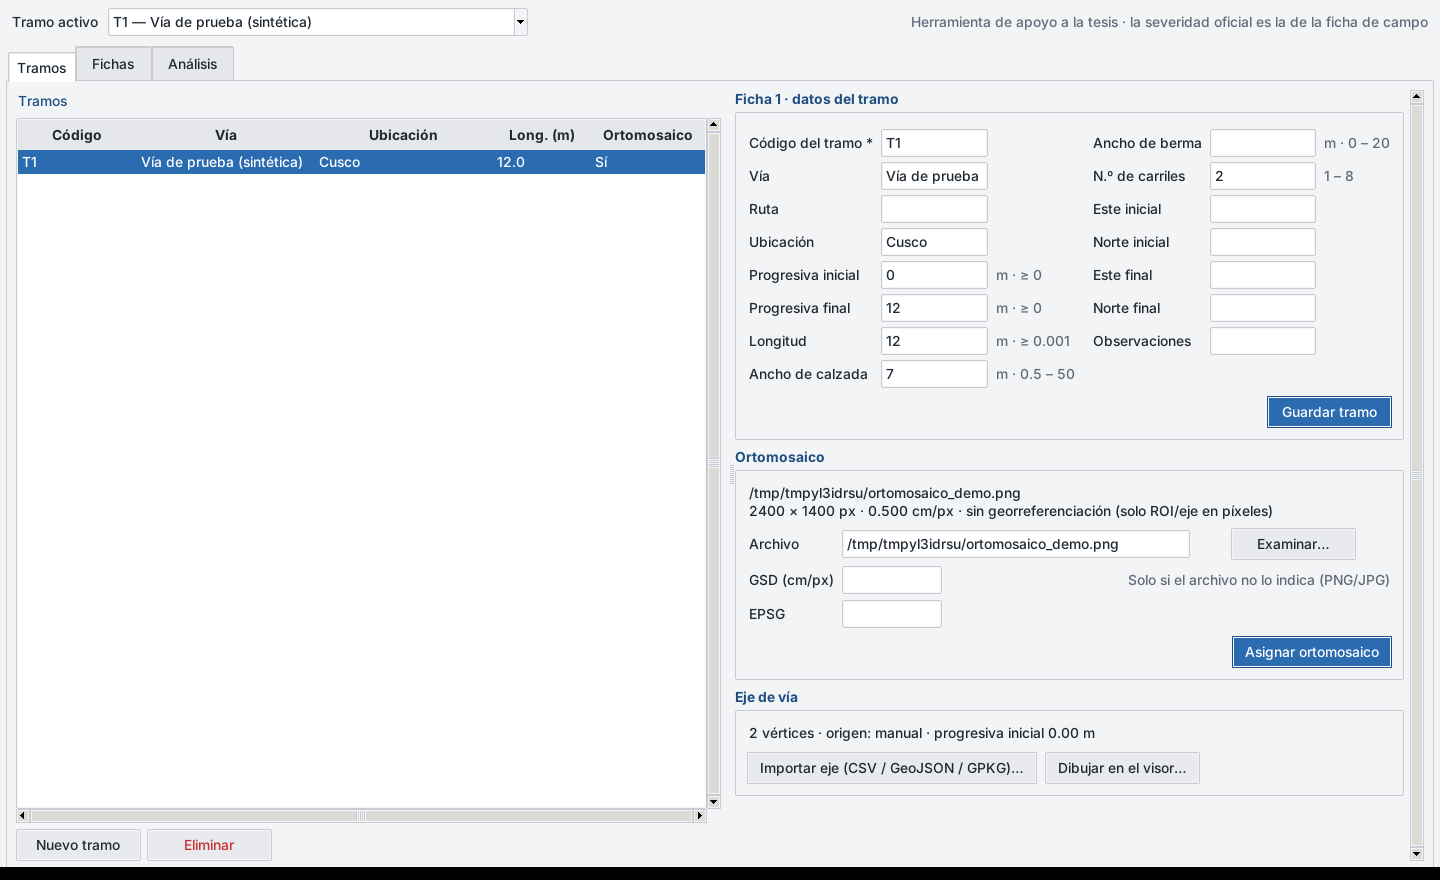 Tramo activo T1 — Vía de prueba (sintética) Herramienta de apoyo a la tesis · la severidad oficial es la de la ficha de campo
Tramos Fichas Análisis
Tramos
Código Vía Ubicación Long. (m) Ortomosaico
T1 Vía de prueba (sintética) Cusco 12.0 Sí
Nuevo tramo Eliminar
Ficha 1 · datos del tramo
Código del tramo * T1 Ancho de berma m · 0 – 20
Vía Vía de prueba N.º de carriles 2 1 – 8
Ruta Este inicial
Ubicación Cusco Norte inicial
Progresiva inicial 0 m · ≥ 0 Este final
Progresiva final 12 m · ≥ 0 Norte final
Longitud 12 m · ≥ 0.001 Observaciones
Ancho de calzada 7 m · 0.5 – 50
Guardar tramo
Ortomosaico
/tmp/tmpyl3idrsu/ortomosaico_demo.png
2400 × 1400 px · 0.500 cm/px · sin georreferenciación (solo ROI/eje en píxeles)
Archivo /tmp/tmpyl3idrsu/ortomosaico_demo.png Examinar...
GSD (cm/px) Solo si el archivo no lo indica (PNG/JPG)
EPSG
Asignar ortomosaico
Eje de vía
2 vértices · origen: manual · progresiva inicial 0.00 m
Importar eje (CSV / GeoJSON / GPKG)... Dibujar en el visor...